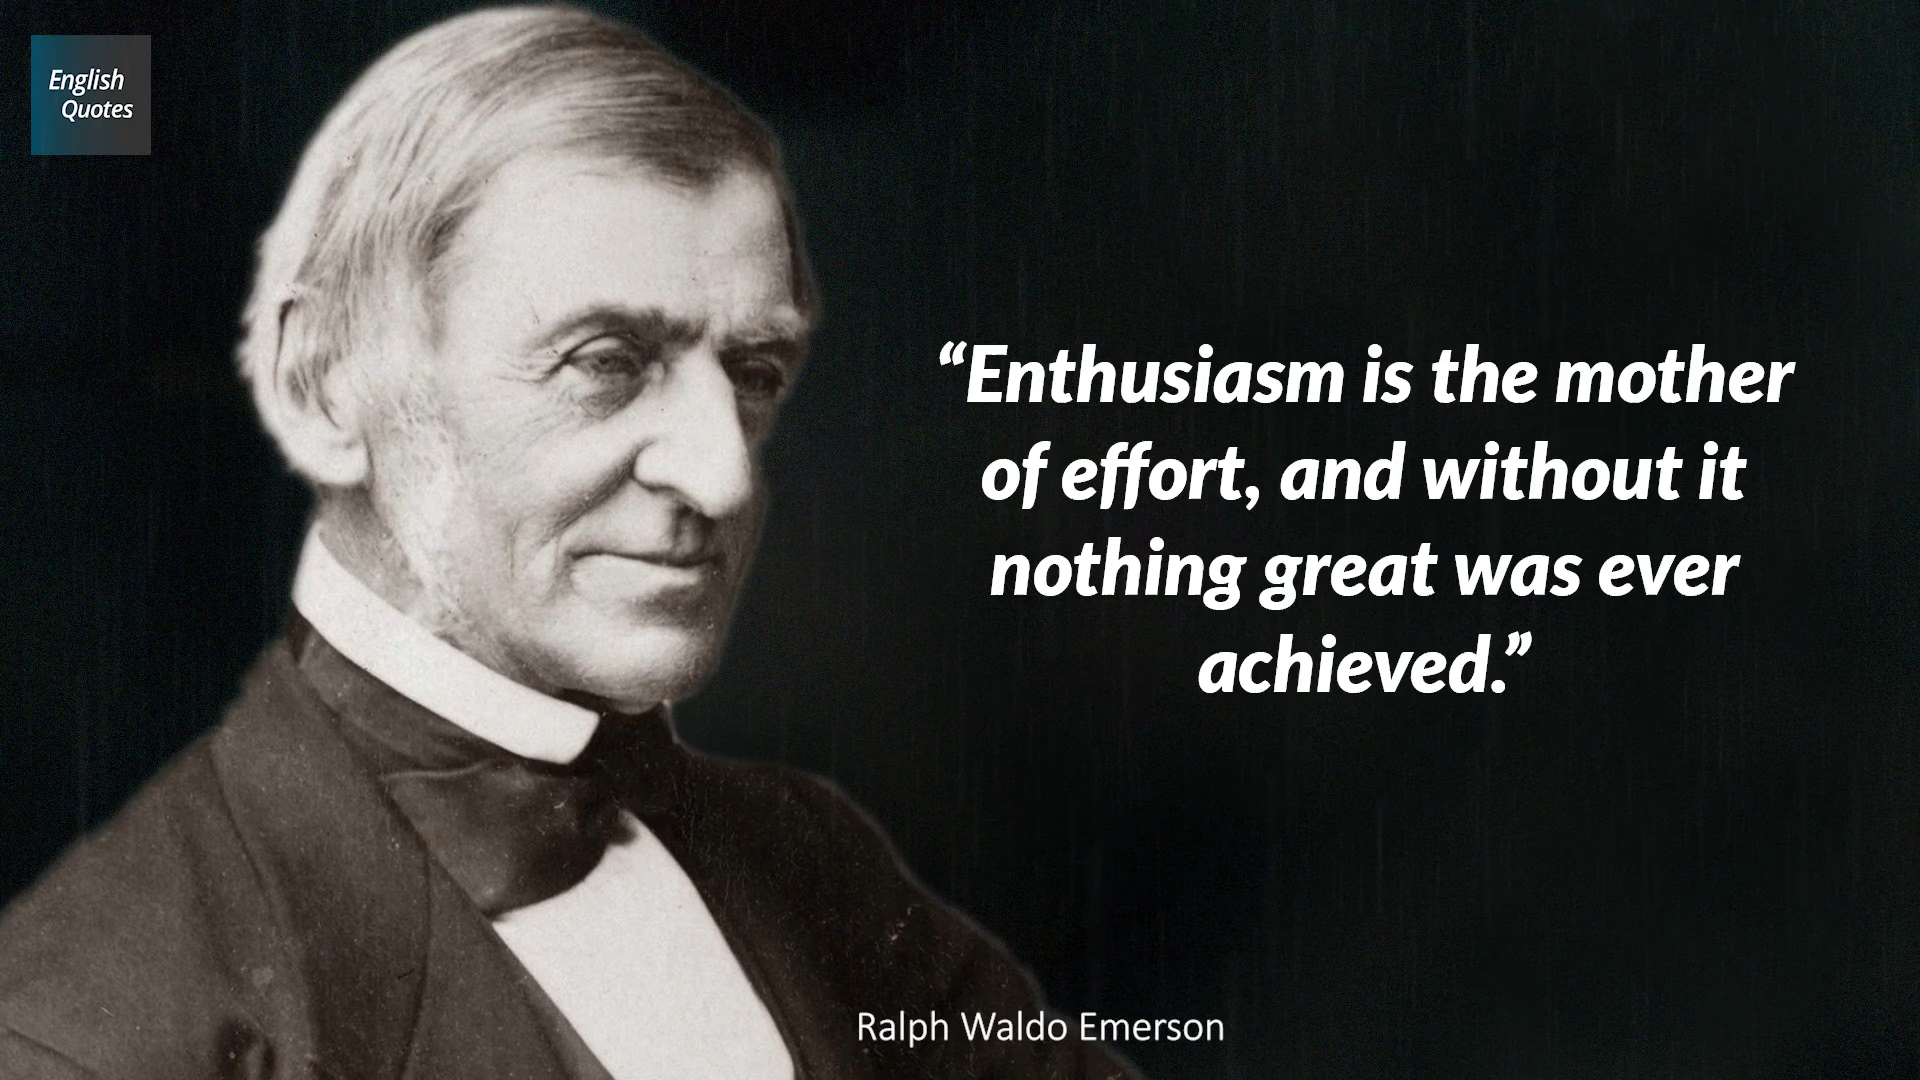 English
Quotes
“Enthusiasm is the mother
of effort, and without it
nothing great was ever
achieved.”
Ralph Waldo Emerson